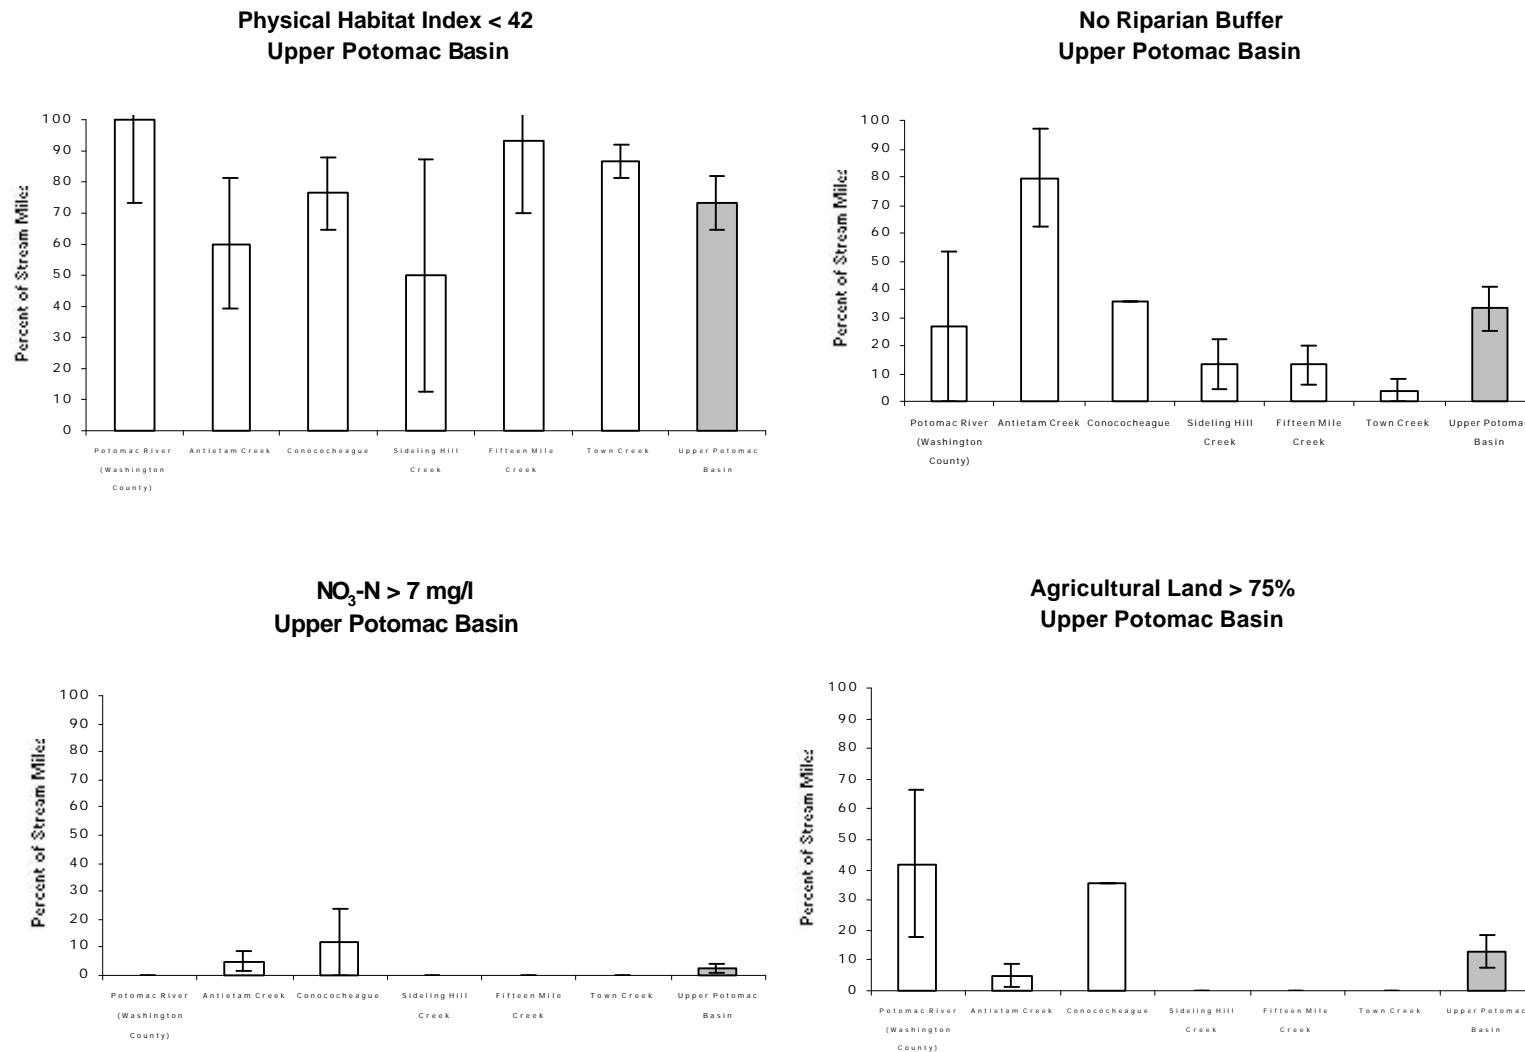 Physical Habitat Index < 42
Upper Potomac Basin
Percent of Stream Miles
100
90
80
70
60
50
40
30
20
10
0
Potomac River
(Washington
County)
Antietam Creek
Conococheague
Sideling Hill
Creek
Fifteen Mile
Creek
Town Creek
Upper Potomac
Basin
No Riparian Buffer
Upper Potomac Basin
Percent of Stream Miles
100
90
80
70
60
50
40
30
20
10
0
Potomac River
(Washington
County)
Antietam Creek
Conococheague
Sideling Hill
Creek
Fifteen Mile
Creek
Town Creek
Upper Potomac
Basin
NO3-N > 7 mg/l
Upper Potomac Basin
Percent of Stream Miles
100
90
80
70
60
50
40
30
20
10
0
Potomac River
(Washington
County)
Antietam Creek
Conococheague
Sideling Hill
Creek
Fifteen Mile
Creek
Town Creek
Upper Potomac
Basin
Agricultural Land > 75%
Upper Potomac Basin
Percent of Stream Miles
100
90
80
70
60
50
40
30
20
10
0
Potomac River
(Washington
County)
Antietam Creek
Conococheague
Sideling Hill
Creek
Fifteen Mile
Creek
Town Creek
Upper Potomac
Basin